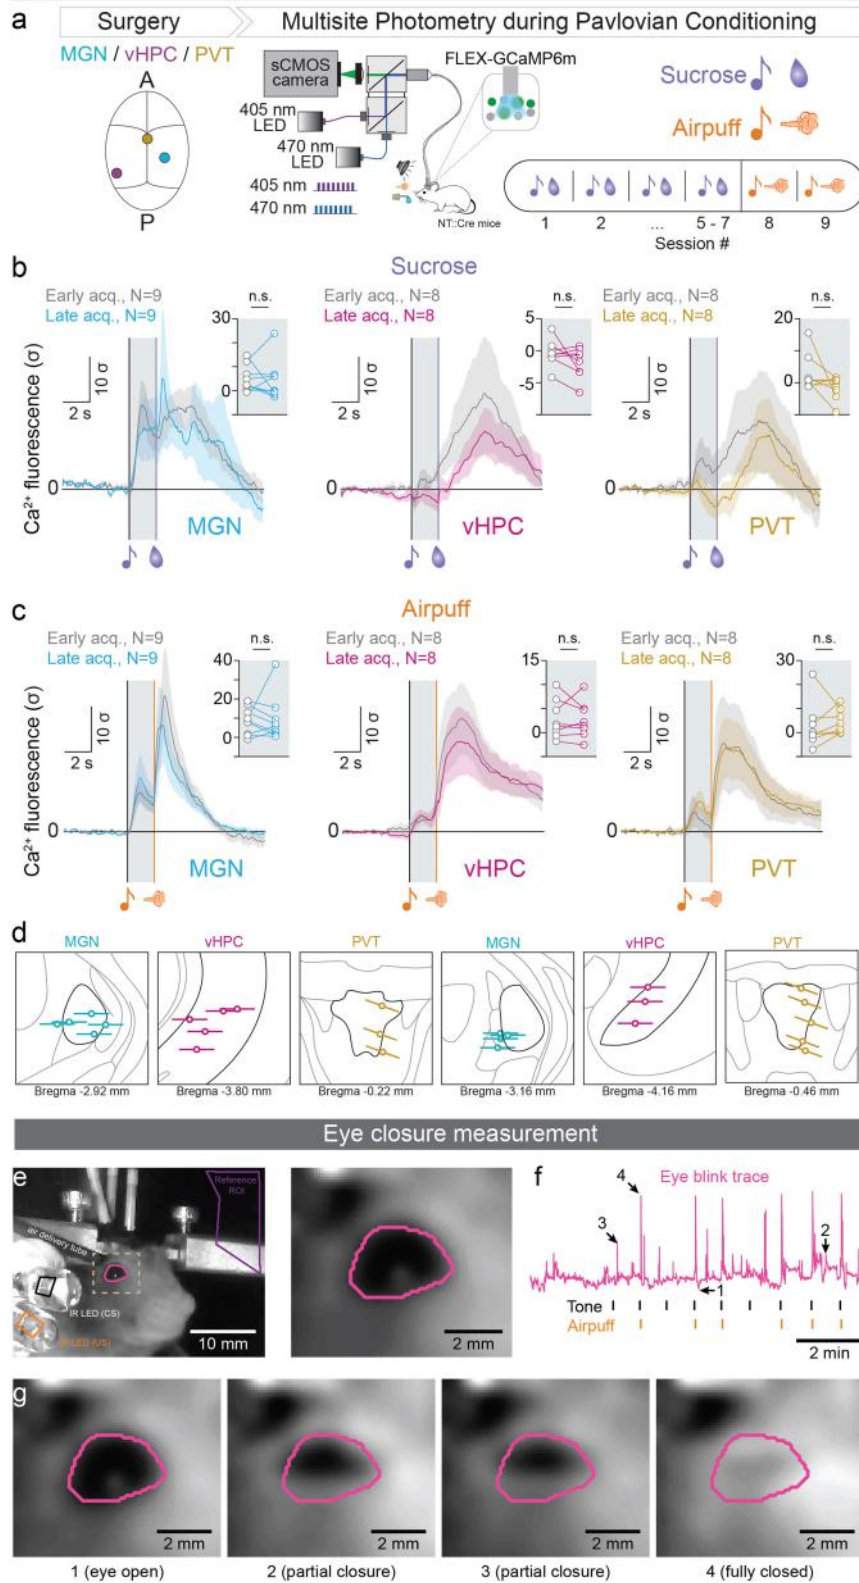 a
Surgery
Multisite Photometry during Pavlovian Conditioning
MGN / vHPC / PVT
A
P
sCMOS
camera
405 nm
LED
470 nm
LED
405 nm
470 nm
FLEX-GCaMP6m
NT::Cre mice
Sucrose
Airpuff
1 2 ... 5 - 7 8 9
Session #
b
Sucrose
Ca²⁺ fluorescence (σ)
Early acq., N=9
Late acq., N=9
n.s.
30
0
10 σ
2 s
0
MGN
Early acq., N=8
Late acq., N=8
n.s.
5
0
-5
10 σ
2 s
0
vHPC
Early acq., N=8
Late acq., N=8
n.s.
20
0
10 σ
2 s
0
PVT
c
Airpuff
Ca²⁺ fluorescence (σ)
Early acq., N=9
Late acq., N=9
n.s.
40
20
0
10 σ
2 s
0
MGN
Early acq., N=8
Late acq., N=8
n.s.
15
0
10 σ
2 s
0
vHPC
Early acq., N=8
Late acq., N=8
n.s.
30
0
10 σ
2 s
0
PVT
d
MGN vHPC PVT MGN vHPC PVT
Bregma -2.92 mm Bregma -3.80 mm Bregma -0.22 mm Bregma -3.16 mm Bregma -4.16 mm Bregma -0.46 mm
Eye closure measurement
e
Reference
ROI
air delivery tube
IR LED (CS)
IR LED (US)
10 mm
2 mm
f
Eye blink trace
4
3
2
1
Tone
Airpuff
2 min
g
2 mm 2 mm 2 mm 2 mm
1 (eye open) 2 (partial closure) 3 (partial closure) 4 (fully closed)